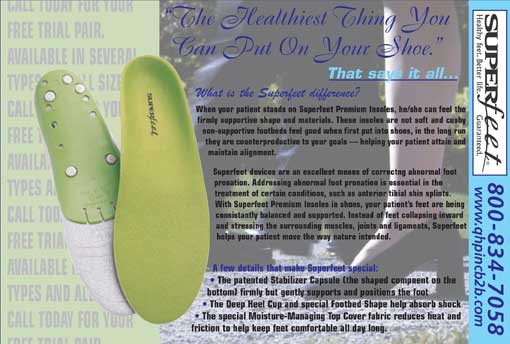 CALL TODAY FOR YOUR
FREE TRIAL PAIR.
AVAILABLE IN SEVERAL
TYPES
FREE
TYPES
CALL TOD
FREE TRIA
AVAILABLE
TYPES AND ALL
CALL TODAY FOR YOUR
FREE TRIAL PAIR.
superfeet
"The Healthiest Thing You
Can Put On Your Shoe."
That says it all...
What is the Superfeet difference?
When your patient stands on Superfeet Premium Insoles, he/she can feel the
firmly supportive shape and materials. These insoles are not soft and cushy
non-supportive footbeds feel good when first put into shoes, in the long run
they are counterproductive to your goals — helping your patient attain and
maintain alignment.
Superfeet devices are an excellent means of correctng abnormal foot
pronation. Addressing abnormal foot pronation is essential in the
treatment of certain conditions, such as anterior tibial shin splints.
With Superfeet Premium Insoles in shoes, your patient's feet are being
consistantly balanced and supported. Instead of feet collapsing inward
and stressing the surrounding muscles, joints and ligaments, Superfeet
helps your patient move the way nature intended.
A few details that make Superfeet special:
• The patented Stabilizer Capsule (the shaped compnent on the
bottom) firmly but gently supports and positions the foot
• The Deep Heel Cup and special Footbed Shape help absorb shock
• The special Moisture-Managing Top Cover fabric reduces heat and
friction to help keep feet comfortable all day long.
SUPERfeet
Healthy feet. Better life. Guaranteed.
800-834-7058
www.qhpincb2b.com